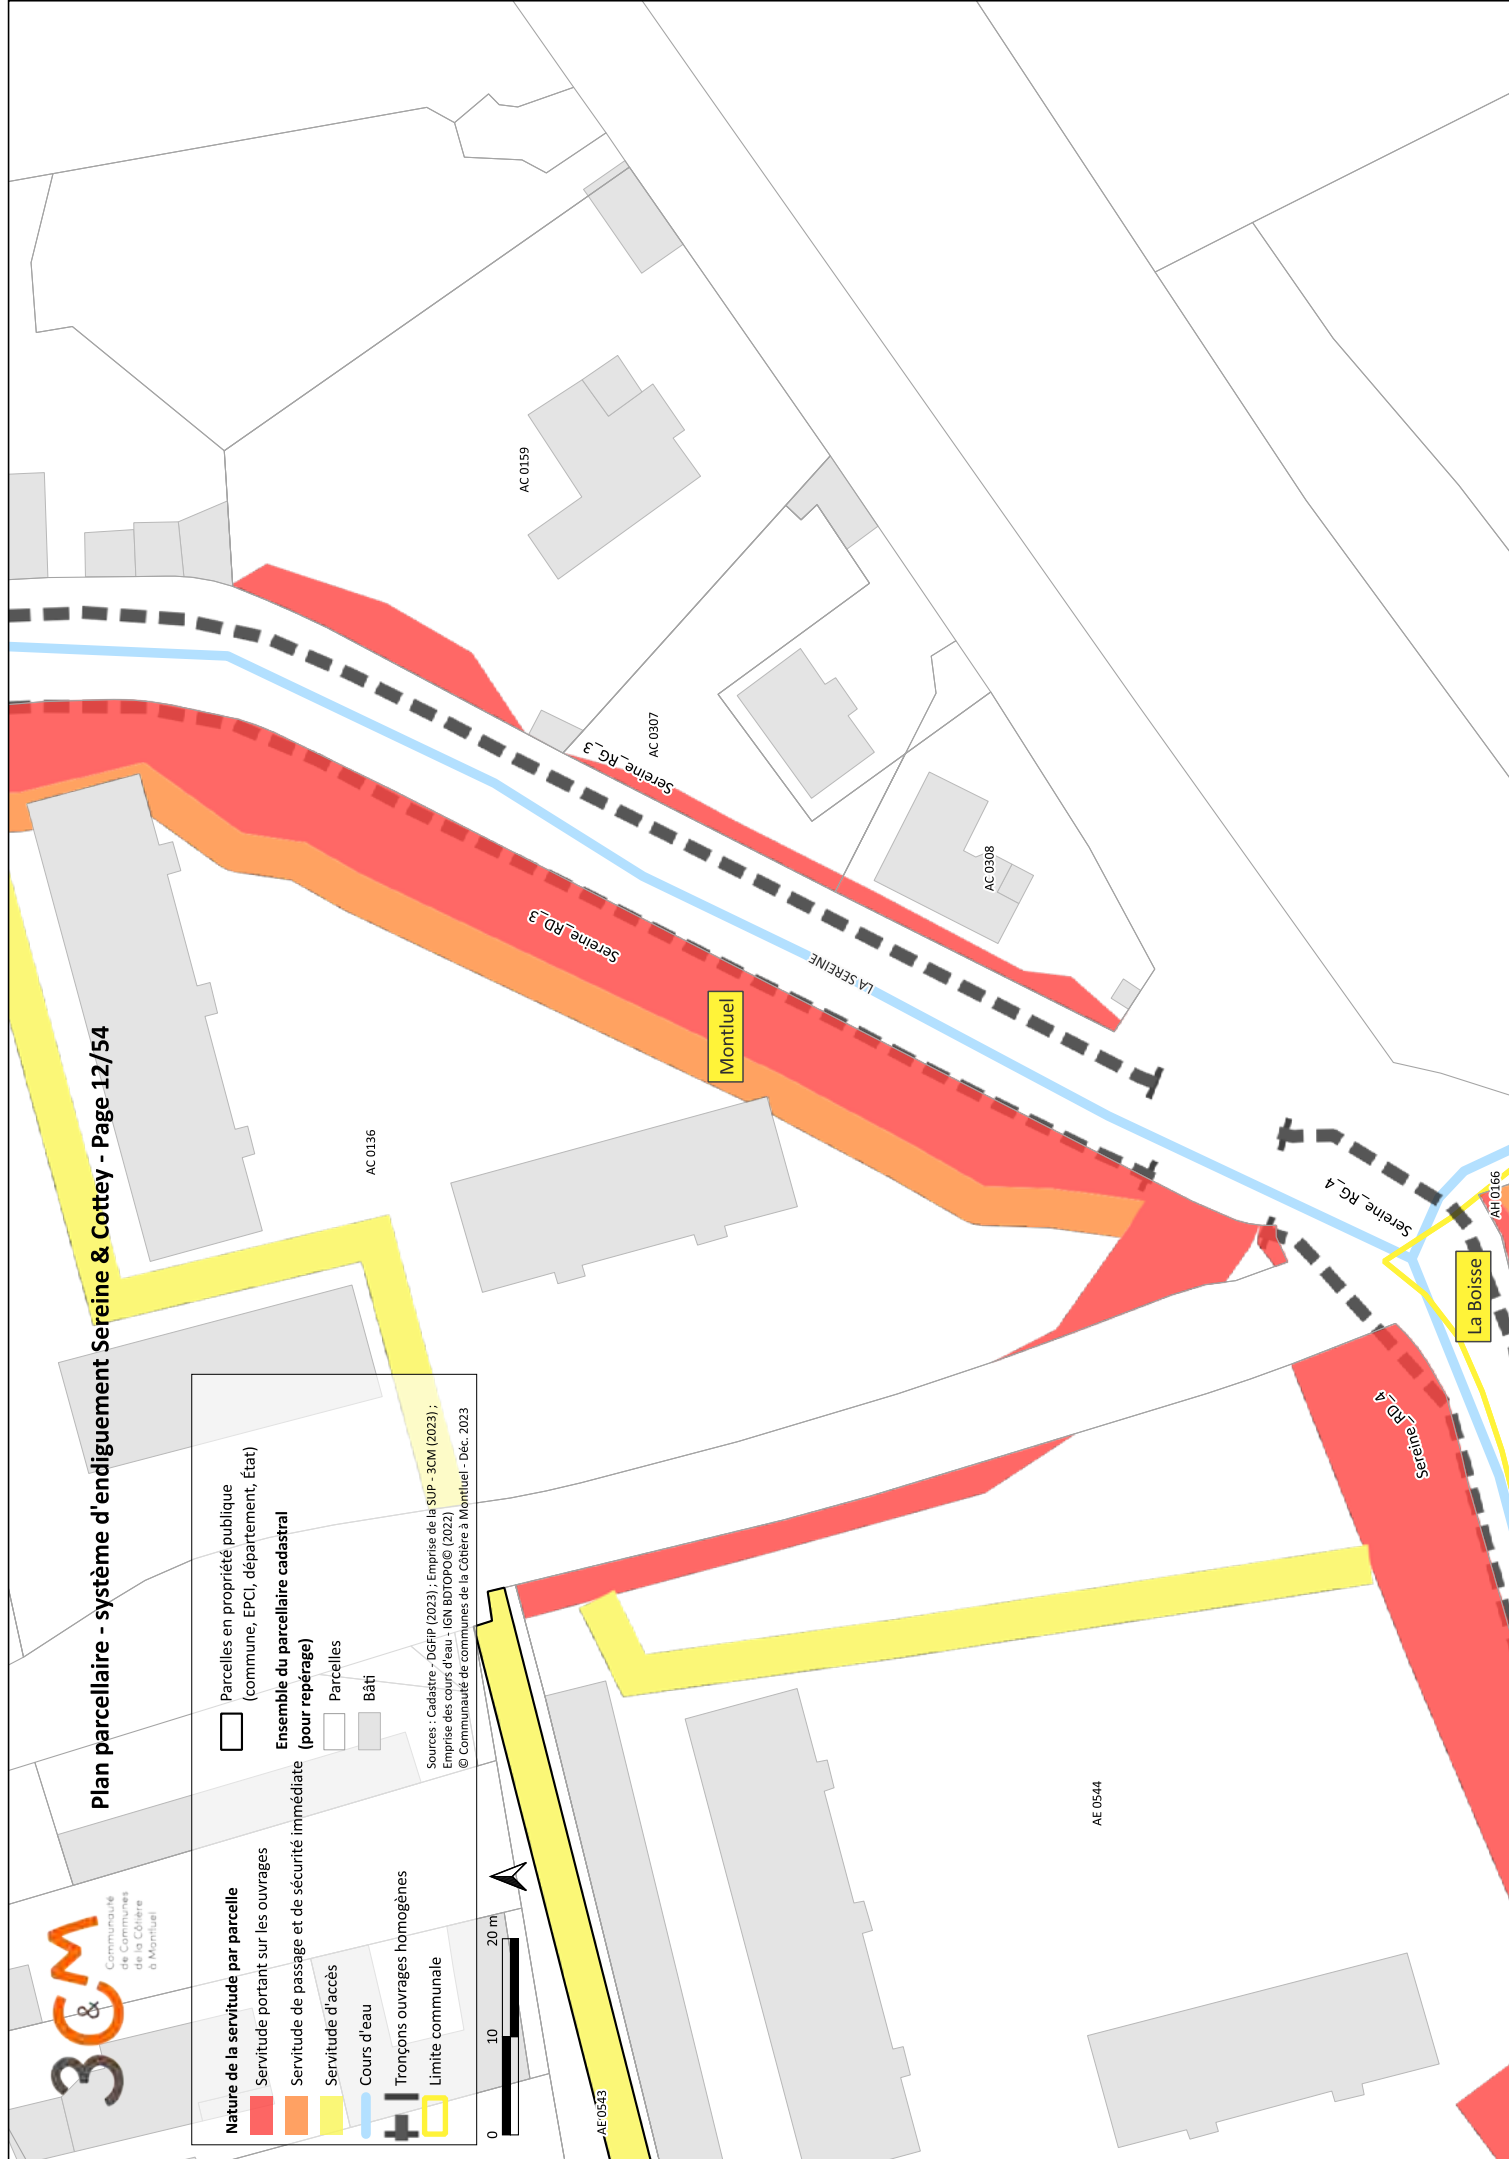 3C&M
Communauté
de Communes
de la Côtière
à Montluel
Plan parcellaire - système d'endiguement Sereine & Cottey - Page 12/54
Nature de la servitude par parcelle
Servitude portant sur les ouvrages
Servitude de passage et de sécurité immédiate
Servitude d'accès
Cours d'eau
Tronçons ouvrages homogènes
Limite communale
Parcelles en propriété publique
(commune, EPCI, département, État)
Ensemble du parcellaire cadastral
(pour repérage)
Parcelles
Bâti
Sources : Cadastre - DGFiP (2023) ; Emprise de la SUP - 3CM (2023) ;
Emprise des cours d'eau - IGN BDTOPO© (2022)
© Communauté de communes de la Côtière à Montluel - Déc. 2023
0 10 20 m
AE 0543
AC 0136
AC 0159
AC 0307
AC 0308
AE 0544
AH 0166
Montluel
La Boisse
Sereine_RD_3
Sereine_RG_3
LA SEREINE
Sereine_RG_4
Sereine_RD_4